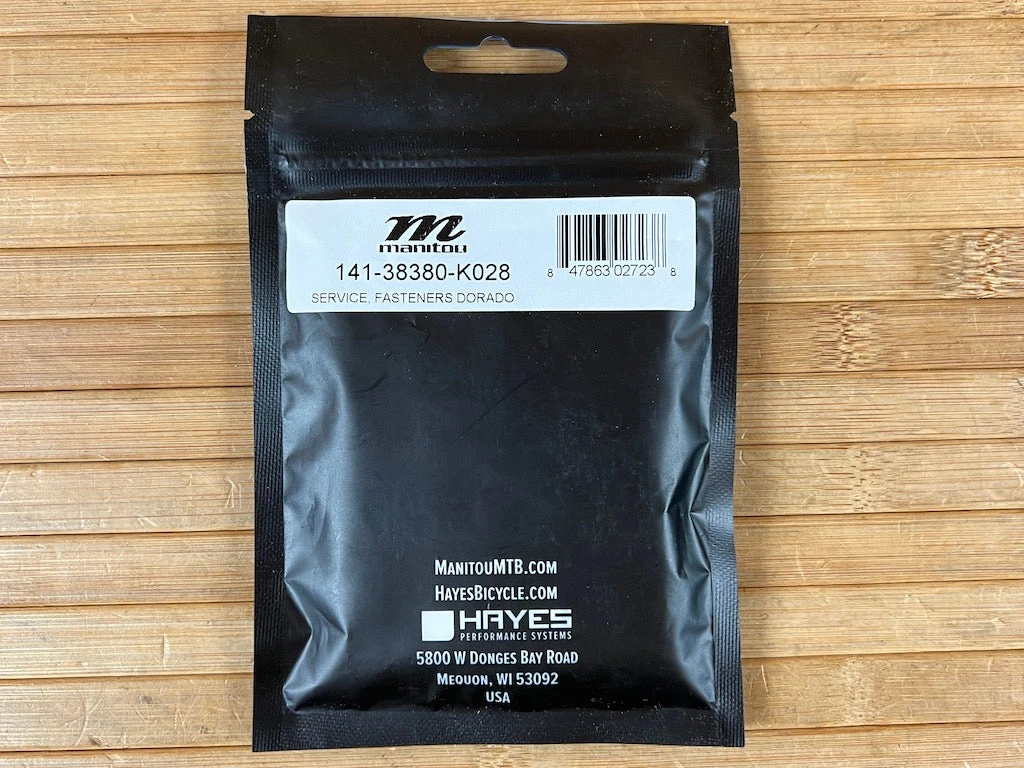 m
manitou
141-38380-K028
SERVICE, FASTENERS DORADO
8 47863 02723 8
ManitouMTB.com
HayesBicycle.com
HAYES
PERFORMANCE SYSTEMS
5800 W Donges Bay Road
Mequon, WI 53092
USA